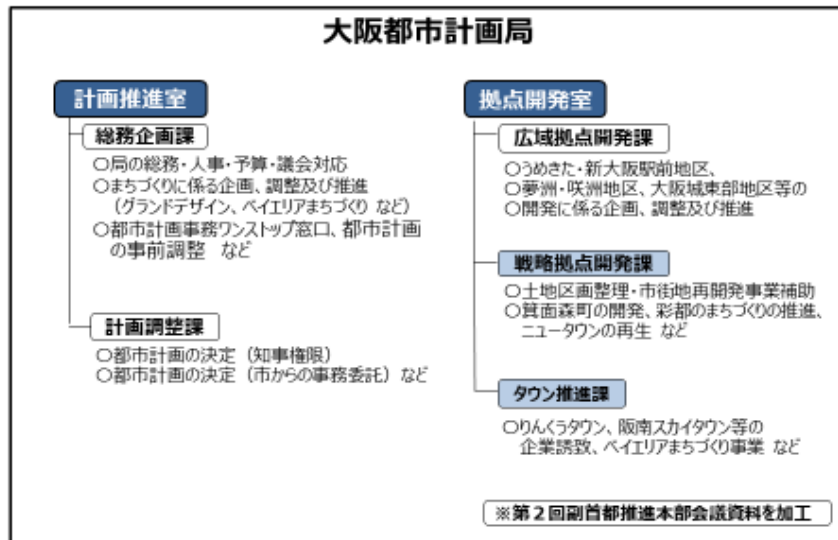 大阪都市計画局
計画推進室
総務企画課
○局の総務・人事・予算・議会対応
○まちづくりに係る企画、調整及び推進
（グランドデザイン、ベイエリアまちづくり など）
○都市計画事務ワンストップ窓口、都市計画
の事前調整 など
計画調整課
○都市計画の決定（知事権限）
○都市計画の決定（市からの事務委託）など
拠点開発室
広域拠点開発課
○うめきた・新大阪駅前地区、
○夢洲・咲洲地区、大阪城東部地区等の
○開発に係る企画、調整及び推進
戦略拠点開発課
○土地区画整理・市街地再開発事業補助
○箕面森町の開発、彩都のまちづくりの推進、
ニュータウンの再生 など
タウン推進課
○りんくうタウン、阪南スカイタウン等の
企業誘致、ベイエリアまちづくり事業 など
※第２回副首都推進本部会議資料を加工